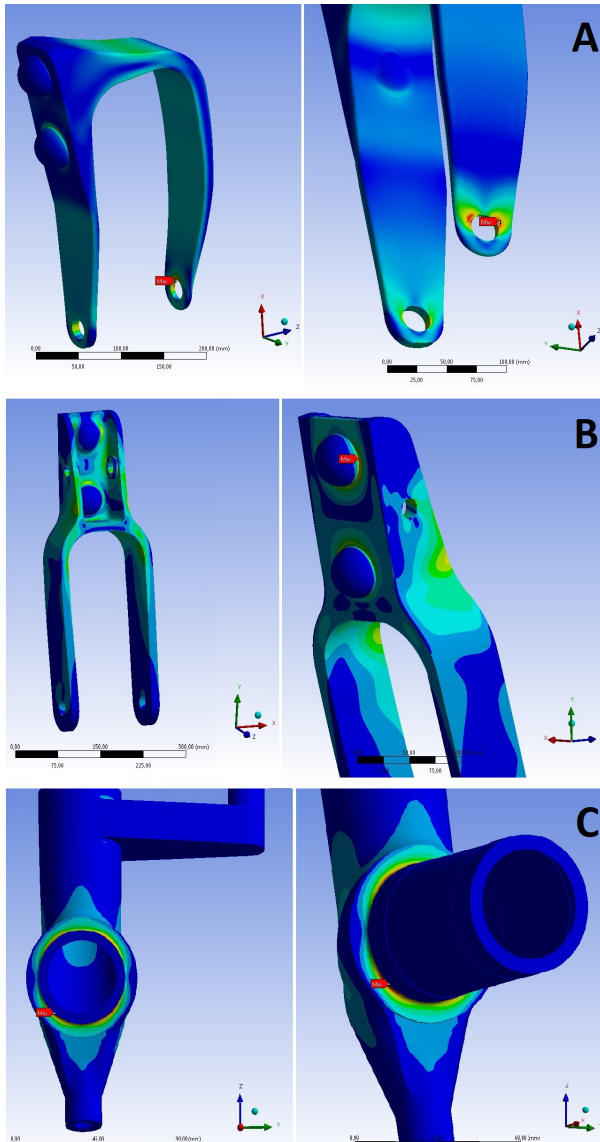 A
Max
Max
X
Z
Y
0,00 100,00 200,00 (mm)
50,00 150,00
X
Y
Z
0,00 50,00 100,00 (mm)
25,00 75,00
B
Max
Y
X
Z
0,00 150,00 300,00 (mm)
75,00 225,00
Y
X
75,00
C
Max
Max
Z
Y
0,00 45,00 90,00 (mm)
Z
X
Y
0,00 60,00 (mm)